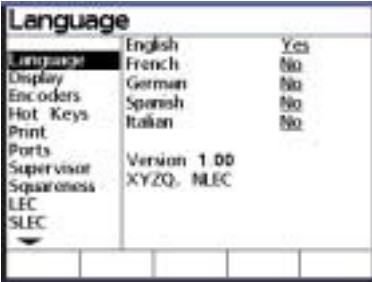 Language
Language
Display
Encoders
Hot Keys
Print
Ports
Supervisor
Squareness
LEC
SLEC
English Yes
French No
German No
Spanish No
Italian No
Version 1.00
XYZQ, NLEC